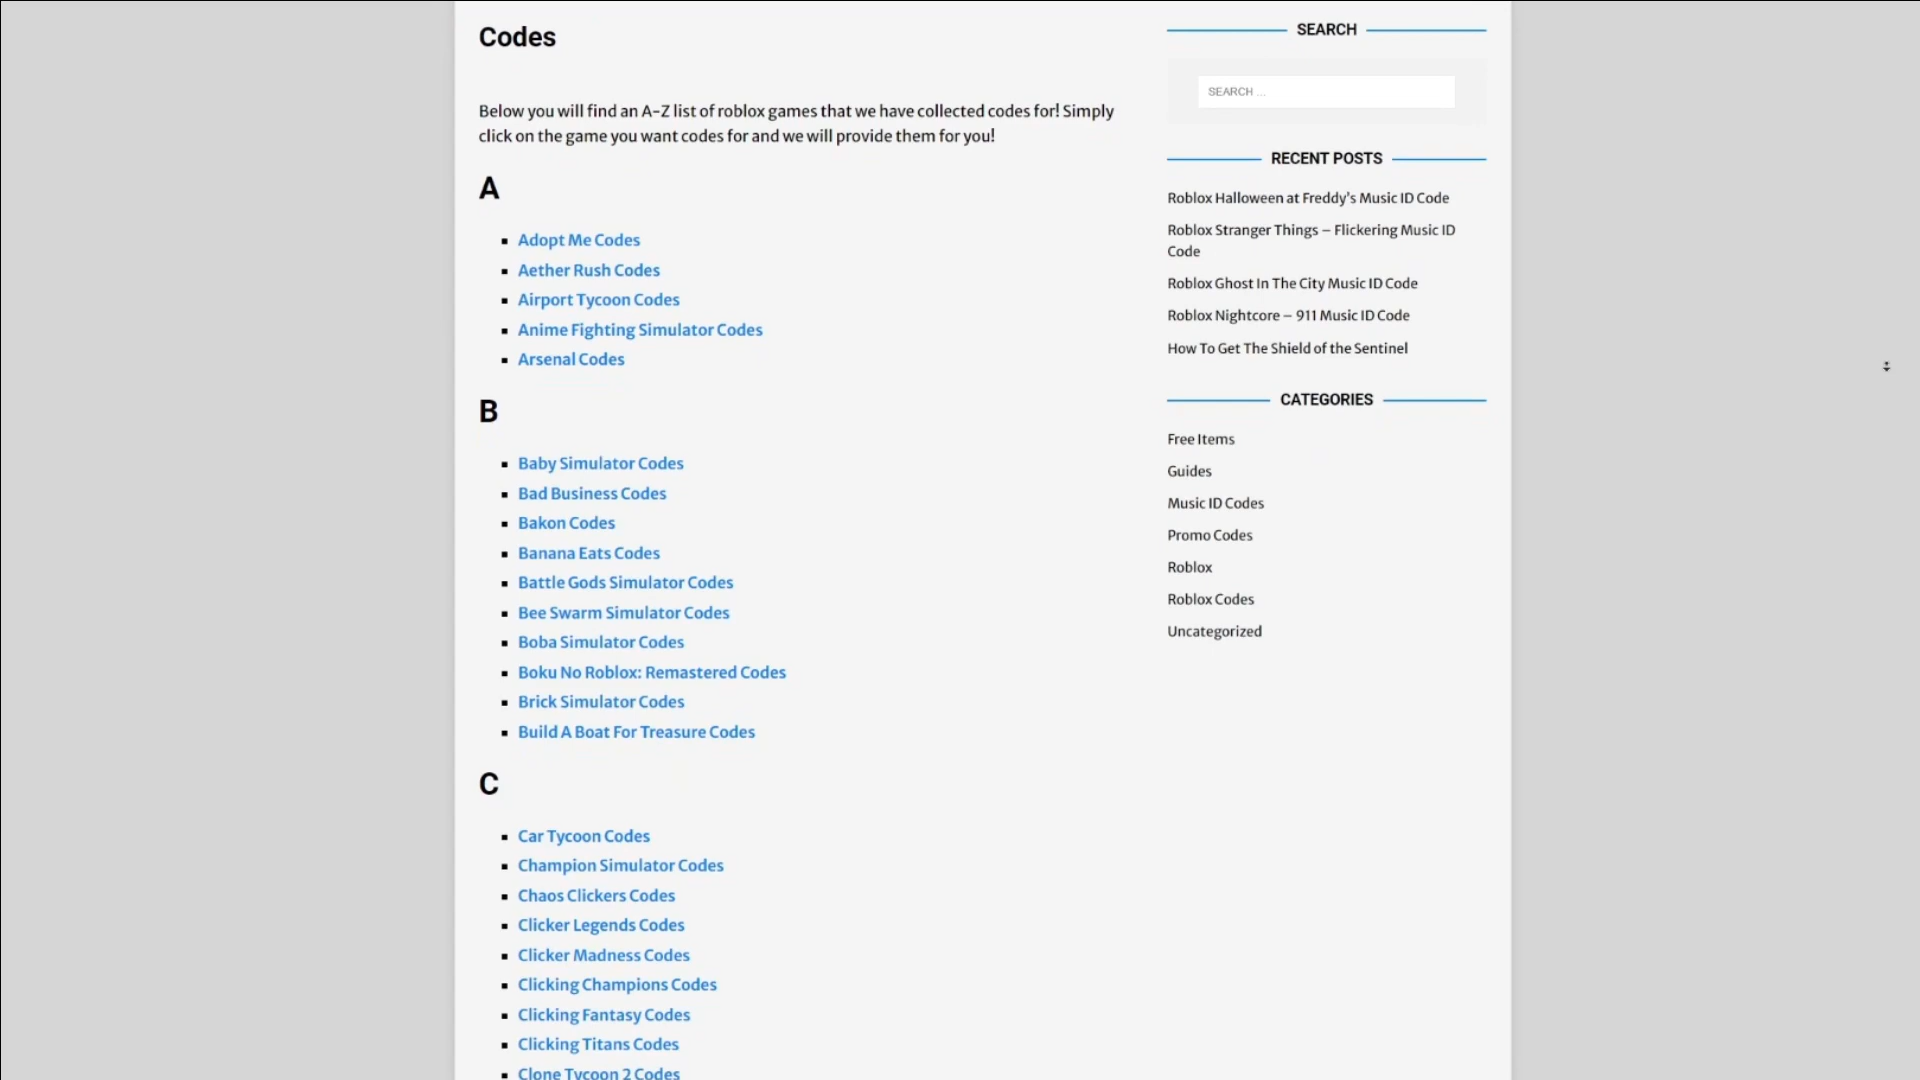 Codes
Below you will find an A-Z list of roblox games that we have collected codes for! Simply
click on the game you want codes for and we will provide them for you!
A
Adopt Me Codes
Aether Rush Codes
Airport Tycoon Codes
Anime Fighting Simulator Codes
Arsenal Codes
B
Baby Simulator Codes
Bad Business Codes
Bakon Codes
Banana Eats Codes
Battle Gods Simulator Codes
Bee Swarm Simulator Codes
Boba Simulator Codes
Boku No Roblox: Remastered Codes
Brick Simulator Codes
Build A Boat For Treasure Codes
C
Car Tycoon Codes
Champion Simulator Codes
Chaos Clickers Codes
Clicker Legends Codes
Clicker Madness Codes
Clicking Champions Codes
Clicking Fantasy Codes
Clicking Titans Codes
Clone Tycoon 2 Codes
SEARCH
SEARCH ...
RECENT POSTS
Roblox Halloween at Freddy's Music ID Code
Roblox Stranger Things – Flickering Music ID
Code
Roblox Ghost In The City Music ID Code
Roblox Nightcore – 911 Music ID Code
How To Get The Shield of the Sentinel
CATEGORIES
Free Items
Guides
Music ID Codes
Promo Codes
Roblox
Roblox Codes
Uncategorized